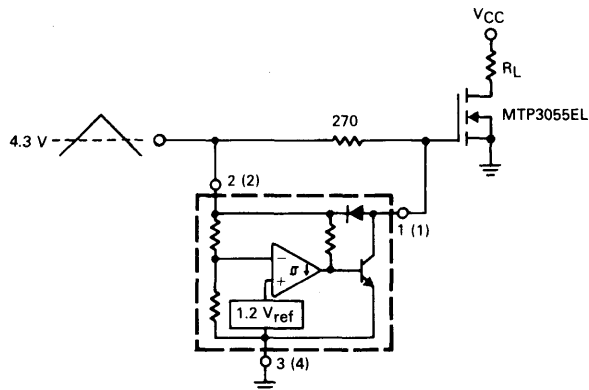 VCC
RL
270
MTP3055EL
4.3 V
2 (2)
1 (1)
−
+
1.2 Vref
3 (4)